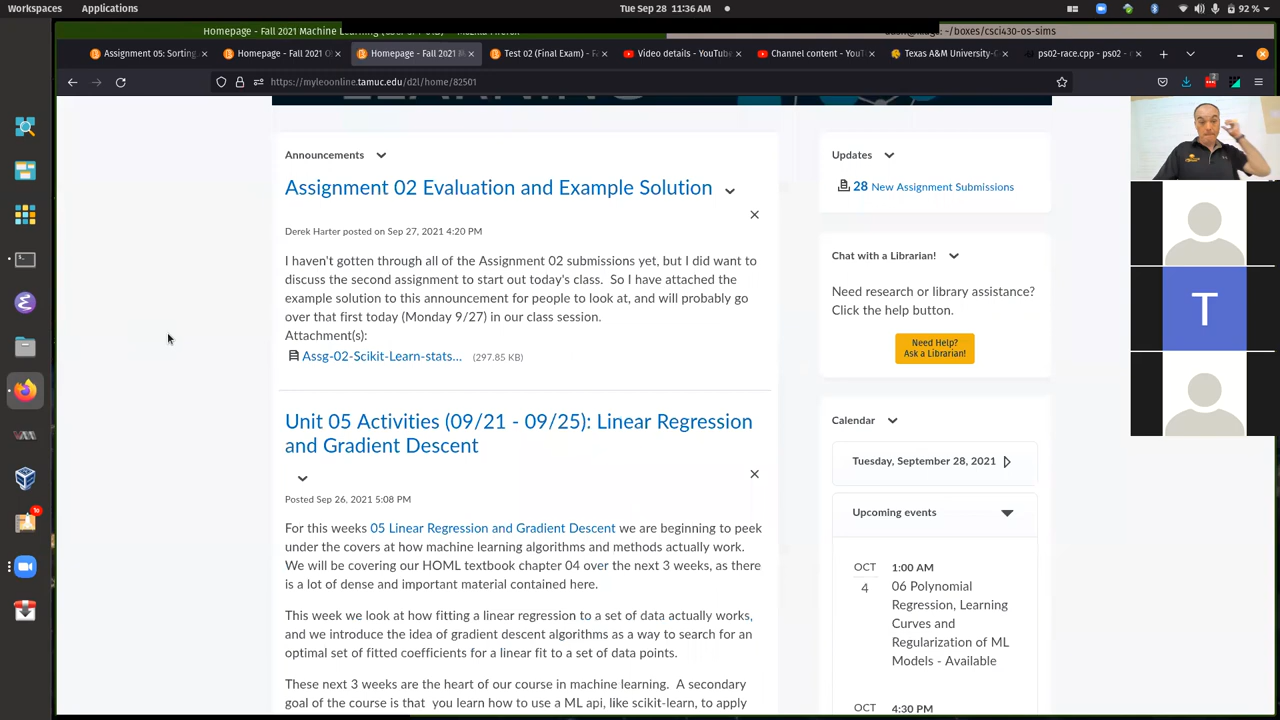 Workspaces Applications Tue Sep 28 11:36 AM 92 %
Homepage - Fall 2021 Machine Learning
~/boxes/csci430-os-sims
Assignment 05: Sorting Homepage - Fall 2021 Homepage - Fall 2021 M Test 02 (Final Exam) - Fa Video details - YouTube Channel content - YouT Texas A&M University-C ps02-race.cpp - ps02 -
https://myleoonline.tamuc.edu/d2l/home/82501
Announcements
Assignment 02 Evaluation and Example Solution
Derek Harter posted on Sep 27, 2021 4:20 PM
I haven't gotten through all of the Assignment 02 submissions yet, but I did want to
discuss the second assignment to start out today's class. So I have attached the
example solution to this announcement for people to look at, and will probably go
over that first today (Monday 9/27) in our class session.
Attachment(s):
Assg-02-Scikit-Learn-stats... (297.85 KB)
Unit 05 Activities (09/21 - 09/25): Linear Regression
and Gradient Descent
Posted Sep 26, 2021 5:08 PM
For this weeks 05 Linear Regression and Gradient Descent we are beginning to peek
under the covers at how machine learning algorithms and methods actually work.
We will be covering our HOML textbook chapter 04 over the next 3 weeks, as there
is a lot of dense and important material contained here.
This week we look at how fitting a linear regression to a set of data actually works,
and we introduce the idea of gradient descent algorithms as a way to search for an
optimal set of fitted coefficients for a linear fit to a set of data points.
These next 3 weeks are the heart of our course in machine learning. A secondary
goal of the course is that you learn how to use a ML api, like scikit-learn, to apply
Updates
28 New Assignment Submissions
Chat with a Librarian!
Need research or library assistance?
Click the help button.
Need Help?
Ask a Librarian!
Calendar
Tuesday, September 28, 2021
Upcoming events
OCT
4
1:00 AM
06 Polynomial
Regression, Learning
Curves and
Regularization of ML
Models - Available
OCT
4:30 PM
T